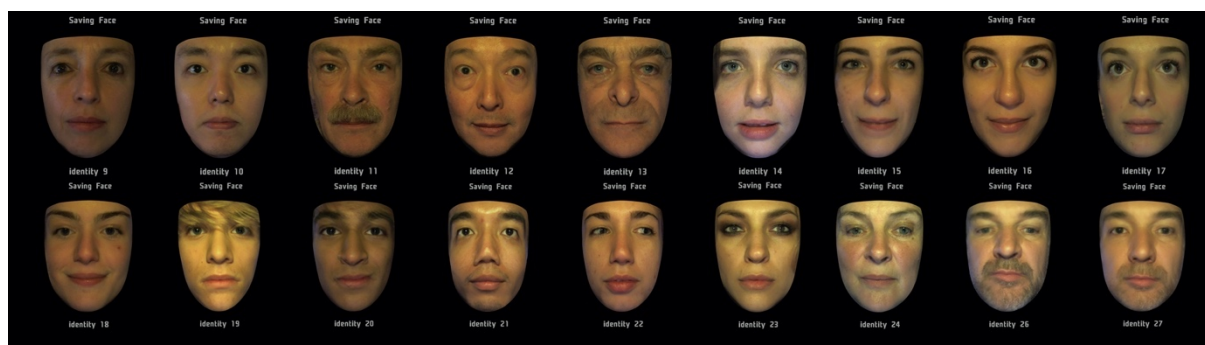 Saving Face Saving Face Saving Face Saving Face Saving Face Saving Face Saving Face Saving Face Saving Face
identity 9 identity 10 identity 11 identity 12 identity 13 identity 14 identity 15 identity 16 identity 17
Saving Face Saving Face Saving Face Saving Face Saving Face Saving Face Saving Face Saving Face Saving Face
identity 18 identity 19 identity 20 identity 21 identity 22 identity 23 identity 24 identity 26 identity 27